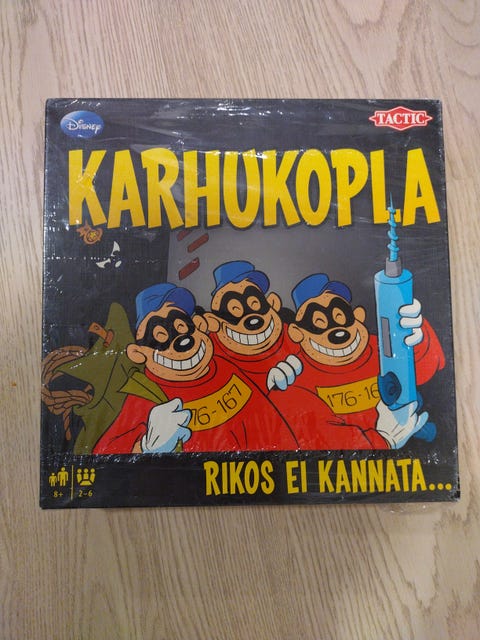 Disney
TACTIC
KARHUKOPLA
176-167
176-16
RIKOS EI KANNATA...
8+
2-6